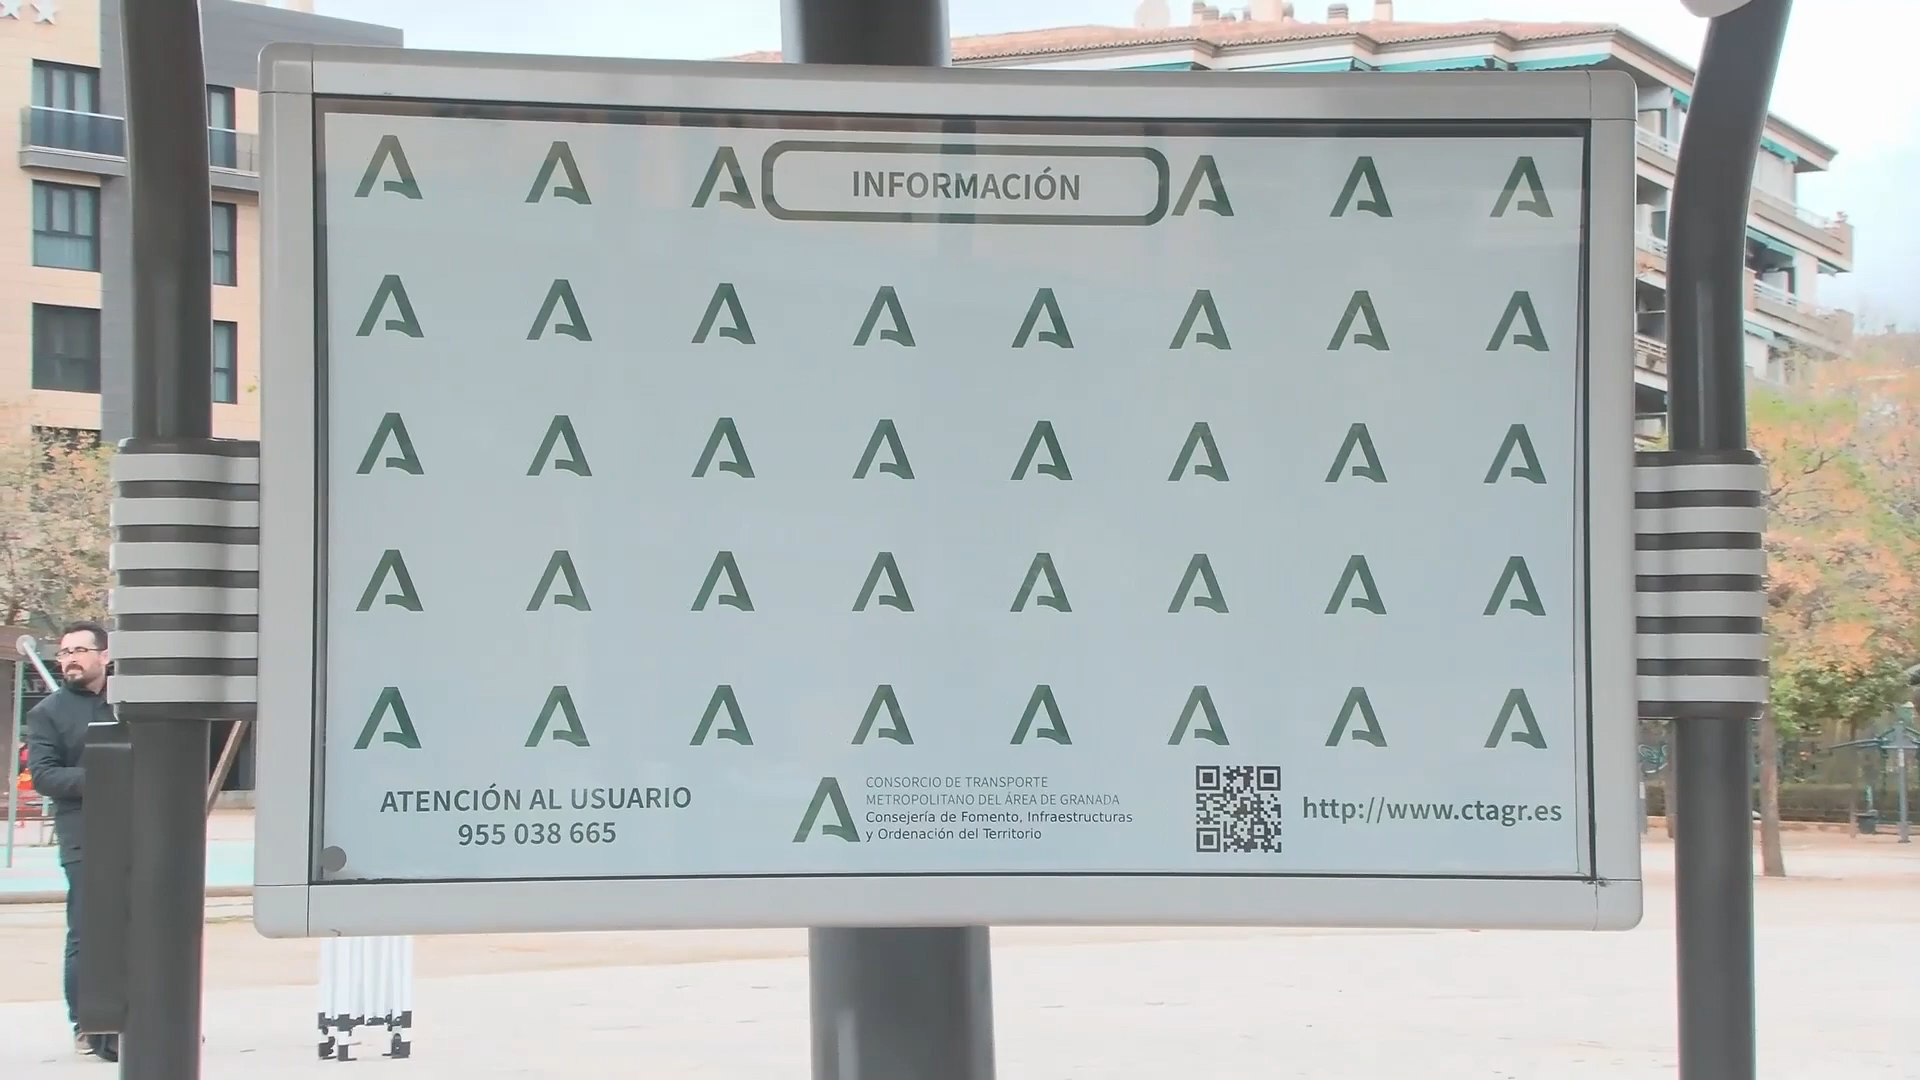 INFORMACIÓN
ATENCIÓN AL USUARIO
955 038 665
CONSORCIO DE TRANSPORTE
METROPOLITANO DEL ÁREA DE GRANADA
Consejería de Fomento, Infraestructuras
y Ordenación del Territorio
http://www.ctagr.es